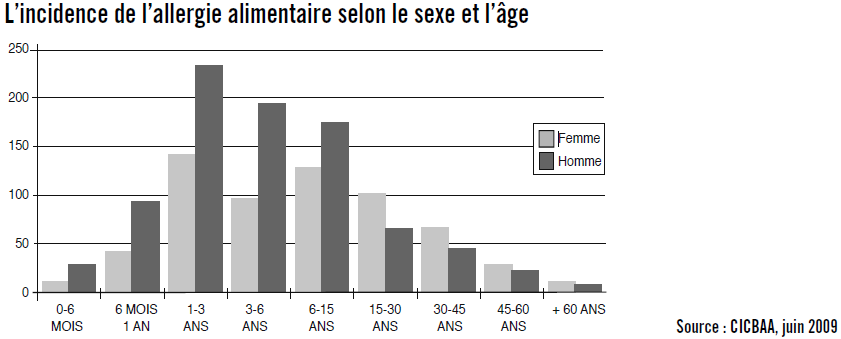 L'incidence de l'allergie alimentaire selon le sexe et l'âge
250
200
150
100
50
0
Femme
Homme
0-6 MOIS
6 MOIS 1 AN
1-3 ANS
3-6 ANS
6-15 ANS
15-30 ANS
30-45 ANS
45-60 ANS
+ 60 ANS
Source : CICBAA, juin 2009